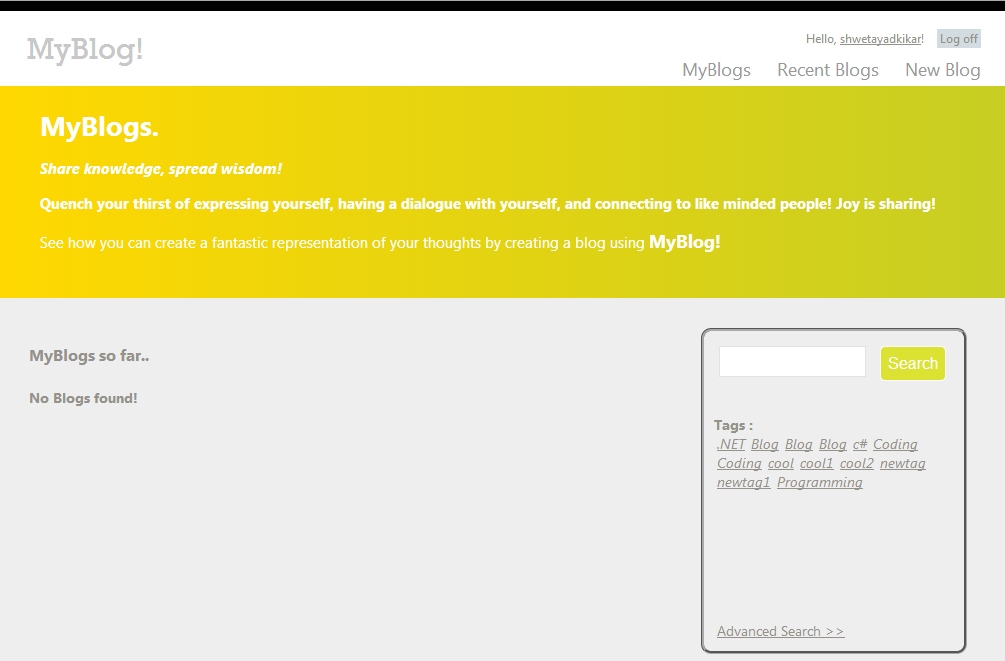 MyBlog!
Hello, shwetayadkikar! Log off
MyBlogs Recent Blogs New Blog
MyBlogs.
Share knowledge, spread wisdom!
Quench your thirst of expressing yourself, having a dialogue with yourself, and connecting to like minded people! Joy is sharing!
See how you can create a fantastic representation of your thoughts by creating a blog using MyBlog!
MyBlogs so far..
No Blogs found!
Search
Tags :
.NET Blog Blog Blog c# Coding
Coding cool cool1 cool2 newtag
newtag1 Programming
Advanced Search >>